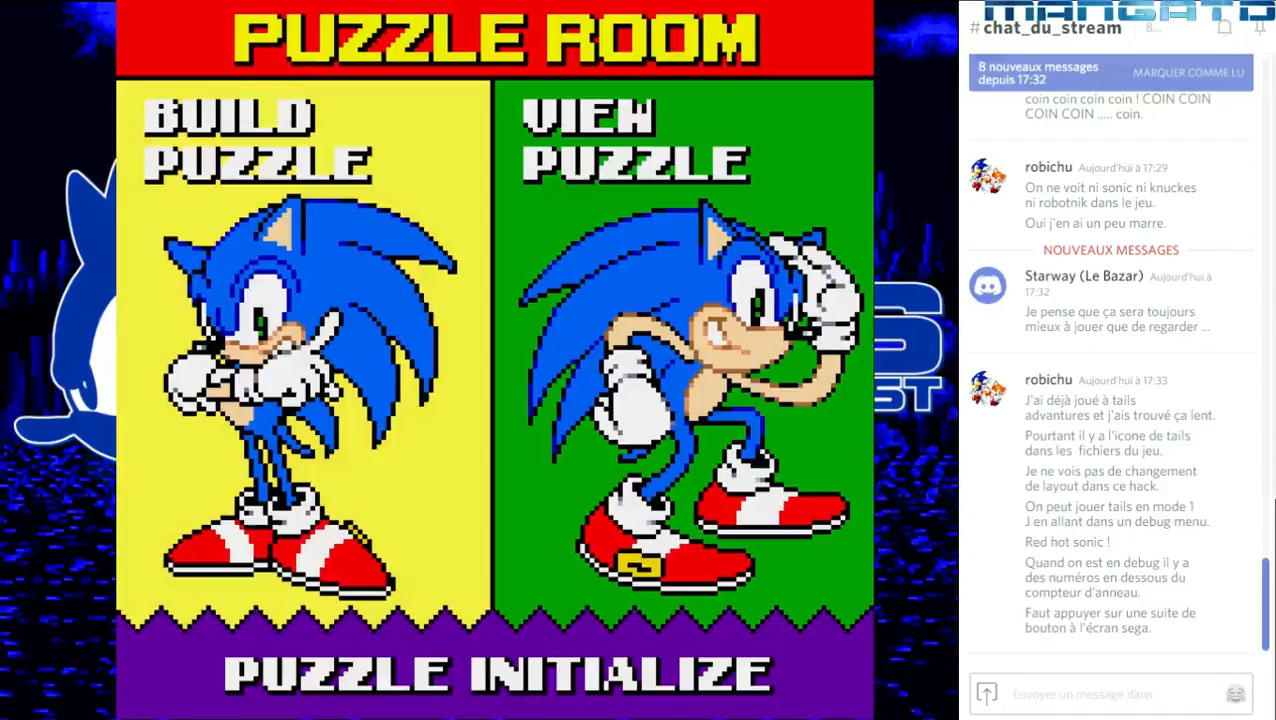 PUZZLE ROOM
BUILD
PUZZLE
VIEW
PUZZLE
PUZZLE INITIALIZE
S
ST
MANGATD
# chat_du_stream
B...
8 nouveaux messages
depuis 17:32
MARQUER COMME LU
coin coin coin coin ! COIN COIN
COIN COIN ..... coin.
robichu Aujourd'hui à 17:29
On ne voit ni sonic ni knuckes
ni robotnik dans le jeu.
Oui j'en ai un peu marre.
NOUVEAUX MESSAGES
Starway (Le Bazar) Aujourd'hui à
17:32
Je pense que ça sera toujours
mieux à jouer que de regarder ...
robichu Aujourd'hui à 17:33
J'ai déjà joué à tails
advantures et j'ais trouvé ça lent.
Pourtant il y a l'icone de tails
dans les fichiers du jeu.
Je ne vois pas de changement
de layout dans ce hack.
On peut jouer tails en mode 1
J en allant dans un debug menu.
Red hot sonic !
Quand on est en debug il y a
des numéros en dessous du
compteur d'anneau.
Faut appuyer sur une suite de
bouton à l'écran sega.
Envoyer un message dans